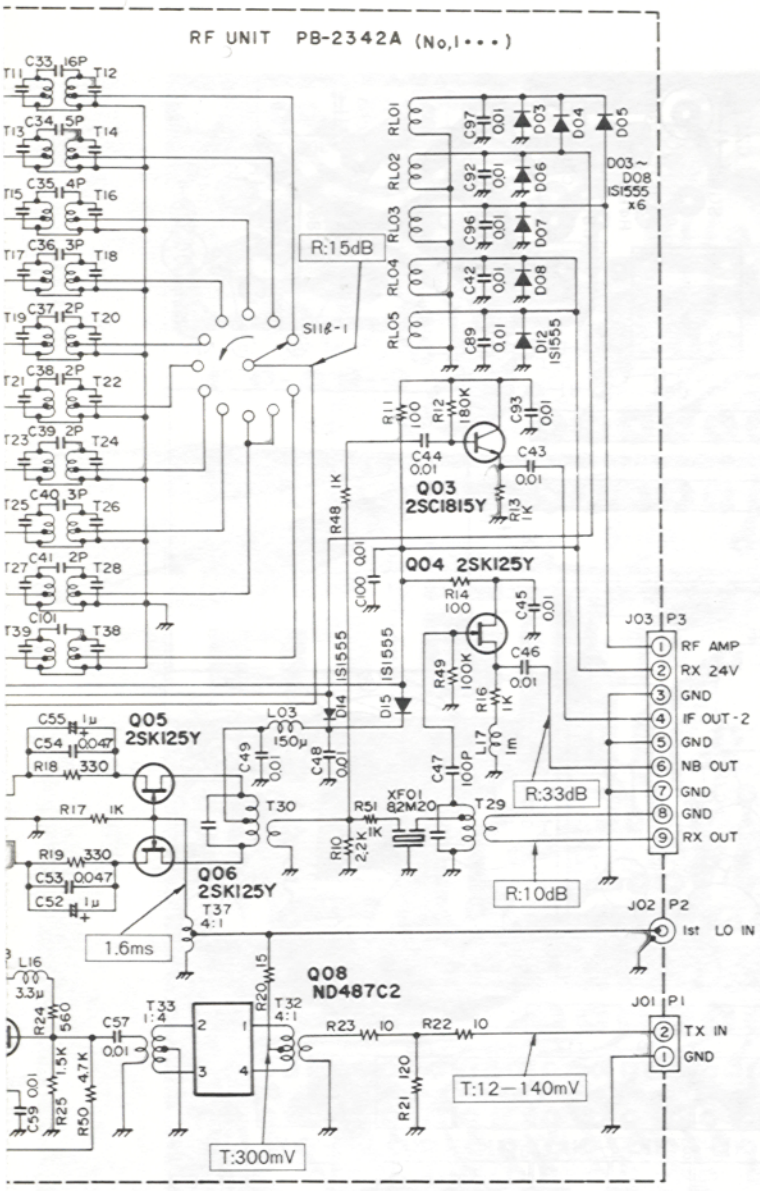 RF UNIT PB-2342A (No,1•••)
C33 16P
T11 T12
C34 5P
T13 T14
C35 4P
T15 T16
C36 3P
T17 T18
C37 2P
T19 T20
C38 2P
T21 T22
C39 2P
T23 T24
C40 3P
T25 T26
C41 2P
T27 T28
C101
T39 T38
R:15dB
S11ℓ-1
RL01
C97 0.01
D03
D04
D05
RL02
C92 0.01
D06
D03~
D08
1S1555
x6
RL03
C96 0.01
D07
RL04
C42 0.01
D08
RL05
C89 0.01
D12
1S1555
R11
100
R12
180K
C93
0.01
C44
0.01
C43
0.01
R48 1K
Q03
2SC1815Y
R13
1K
C100 0.01
Q04 2SK125Y
R14
100
C45
0.01
R49
100K
C46
0.01
R16
1K
L17
1m
1S1555
D14
1S1555
D15
J03 P3
1 RF AMP
2 RX 24V
3 GND
4 IF OUT-2
5 GND
6 NB OUT
7 GND
8 GND
9 RX OUT
R:33dB
R:10dB
C55 1μ
C54 0.047
R18 330
Q05
2SK125Y
R17 1K
R19 330
C53 0.047
C52 1μ
Q06
2SK125Y
L03
150μ
C49
0.01
C48
0.01
T30
R51
1K
R10
2.2K
XF01
82M20
C47
100P
T29
1.6ms
T37
4:1
J02 P2
1st LO IN
L16
3.3μ
R24
560
C57
0.01
T33
1:4
Q08
ND487C2
R20 15
2 1
3 4
T32
4:1
R23 10
R22 10
R21 120
J01 P1
2 TX IN
1 GND
T:12−140mV
C59 0.01
R25 1.5K
R50 4.7K
T:300mV